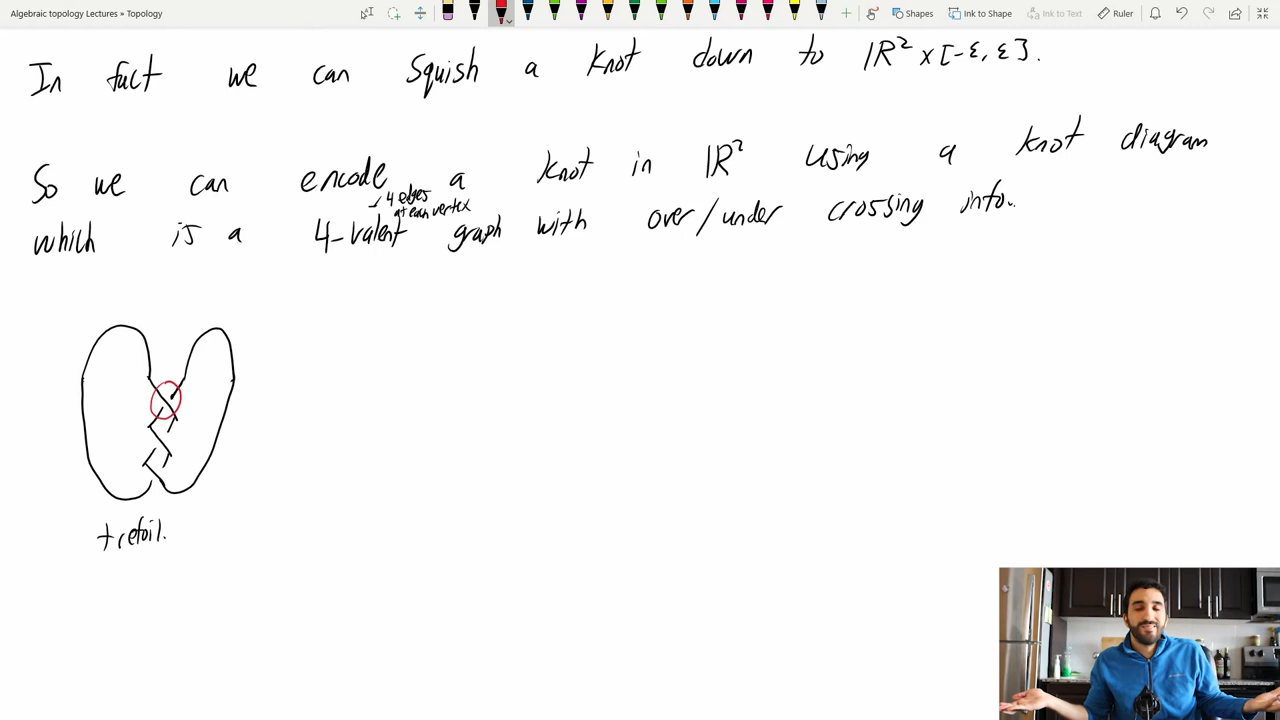 Algebraic topology Lectures » Topology
Shapes
Ink to Shape
Ink to Text
Ruler
In fact we can squish a knot down to ℝ² × [-ε, ε].
So we can encode a knot in ℝ² using a knot diagram
4 edges
at each vertex
which is a 4-valent graph with over/under crossing info.
trefoil.